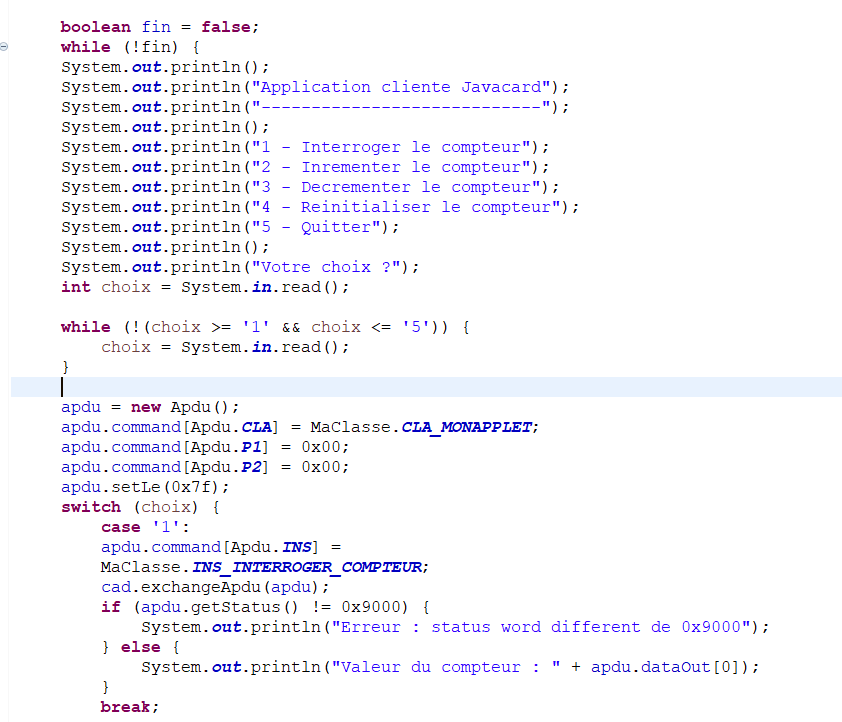 boolean fin = false;
while (!fin) {
System.out.println();
System.out.println("Application cliente Javacard");
System.out.println("----------------------------");
System.out.println();
System.out.println("1 - Interroger le compteur");
System.out.println("2 - Inrementer le compteur");
System.out.println("3 - Decrementer le compteur");
System.out.println("4 - Reinitialiser le compteur");
System.out.println("5 - Quitter");
System.out.println();
System.out.println("Votre choix ?");
int choix = System.in.read();
while (!(choix >= '1' && choix <= '5')) {
choix = System.in.read();
}
apdu = new Apdu();
apdu.command[Apdu.CLA] = MaClasse.CLA_MONAPPLET;
apdu.command[Apdu.P1] = 0x00;
apdu.command[Apdu.P2] = 0x00;
apdu.setLe(0x7f);
switch (choix) {
case '1':
apdu.command[Apdu.INS] =
MaClasse.INS_INTERROGER_COMPTEUR;
cad.exchangeApdu(apdu);
if (apdu.getStatus() != 0x9000) {
System.out.println("Erreur : status word different de 0x9000");
} else {
System.out.println("Valeur du compteur : " + apdu.dataOut[0]);
}
break;